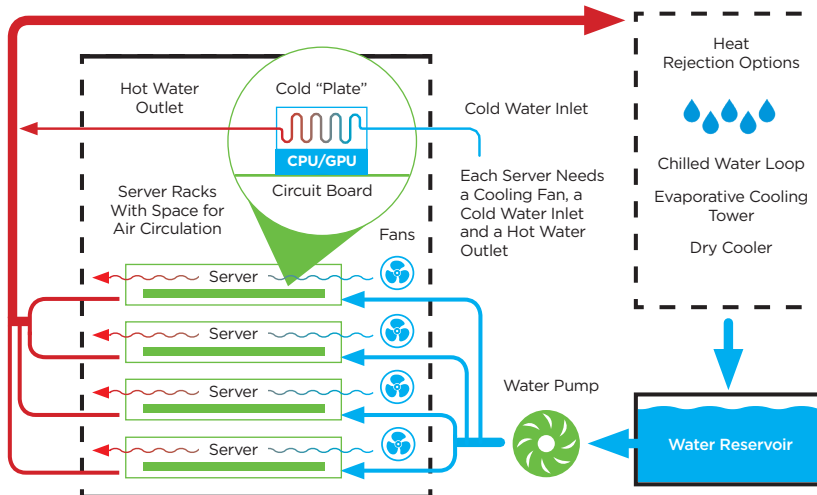 Heat
Rejection Options
Hot Water
Outlet
Cold “Plate”
Cold Water Inlet
CPU/GPU
Circuit Board
Chilled Water Loop
Evaporative Cooling
Tower
Dry Cooler
Each Server Needs
a Cooling Fan, a
Cold Water Inlet
and a Hot Water
Outlet
Server Racks
With Space for
Air Circulation
Fans
Server
Server
Server
Server
Water Pump
Water Reservoir